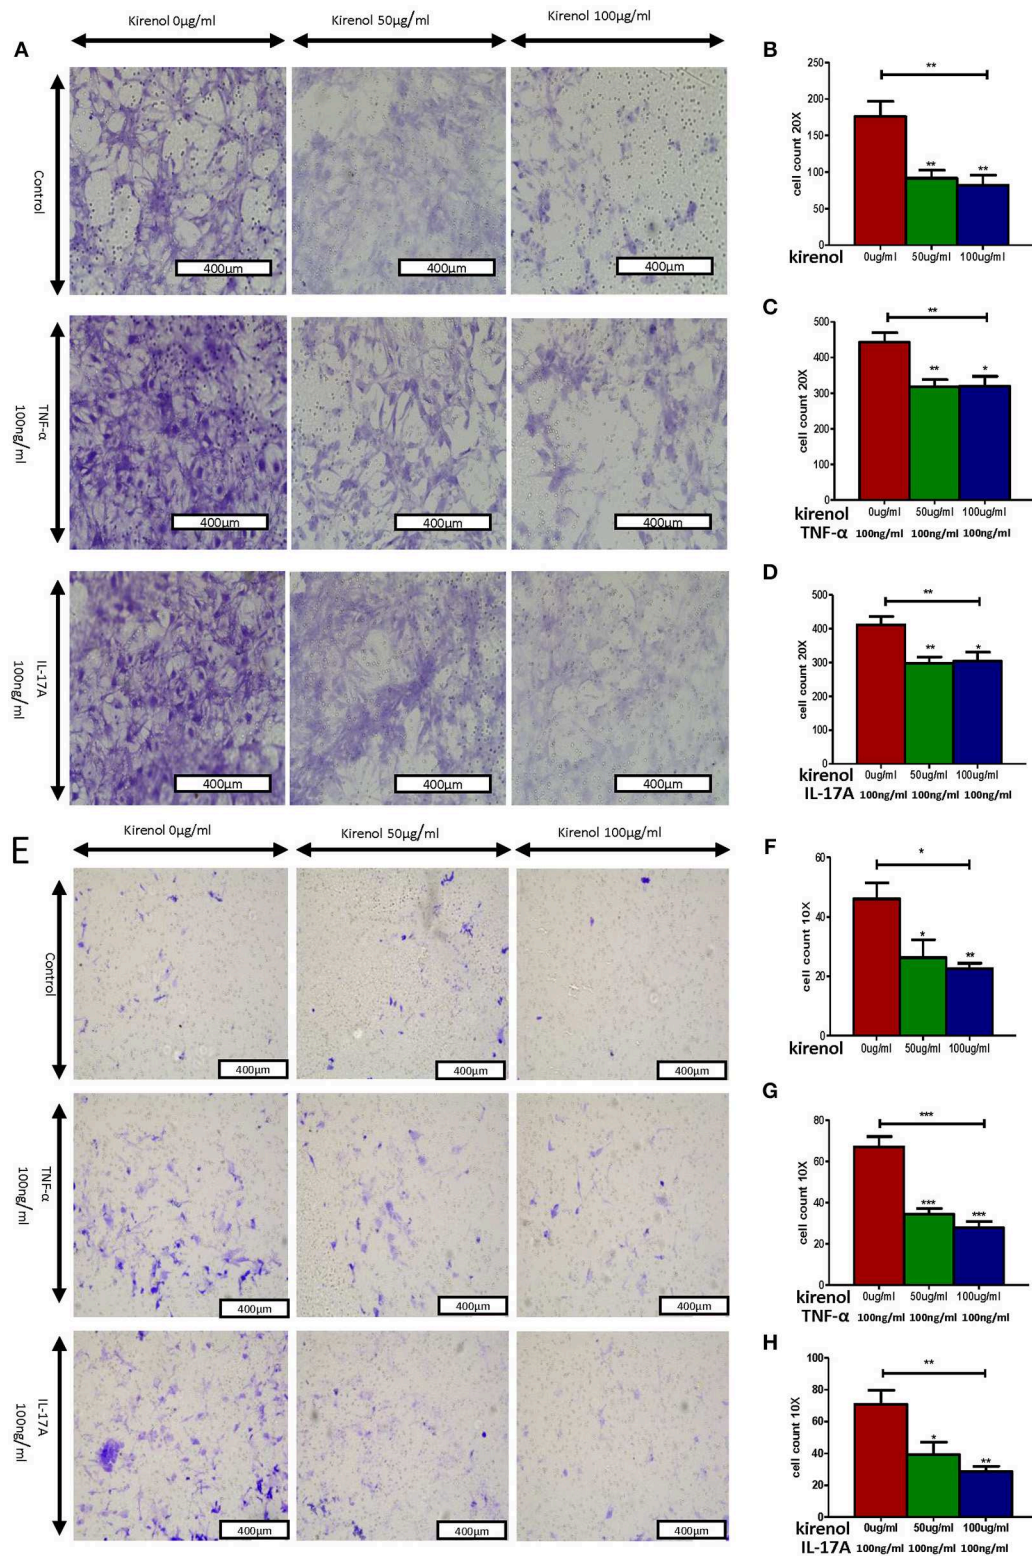 Kirenol 0µg/ml
Kirenol 50µg/ml
Kirenol 100µg/ml
A
Control
400µm
400µm
400µm
TNF-α
100ng/ml
400µm
400µm
400µm
IL-17A
100ng/ml
400µm
400µm
400µm
B
250
200
150
100
50
0
cell count 20X
**
**
**
kirenol
0ug/ml 50ug/ml 100ug/ml
C
500
400
300
200
100
0
cell count 20X
**
**
*
kirenol 0ug/ml 50ug/ml 100ug/ml
TNF-α 100ng/ml 100ng/ml 100ng/ml
D
500
400
300
200
100
0
cell count 20X
**
**
*
kirenol 0ug/ml 50ug/ml 100ug/ml
IL-17A 100ng/ml 100ng/ml 100ng/ml
E
Kirenol 0µg/ml
Kirenol 50µg/ml
Kirenol 100µg/ml
Control
400µm
400µm
400µm
TNF-α
100ng/ml
400µm
400µm
400µm
IL-17A
100ng/ml
400µm
400µm
400µm
F
60
40
20
0
cell count 10X
*
*
**
kirenol 0ug/ml 50ug/ml 100ug/ml
G
80
60
40
20
0
cell count 10X
***
***
***
kirenol 0ug/ml 50ug/ml 100ug/ml
TNF-α 100ng/ml 100ng/ml 100ng/ml
H
100
80
60
40
20
0
cell count 10X
**
*
**
kirenol 0ug/ml 50ug/ml 100ug/ml
IL-17A 100ng/ml 100ng/ml 100ng/ml